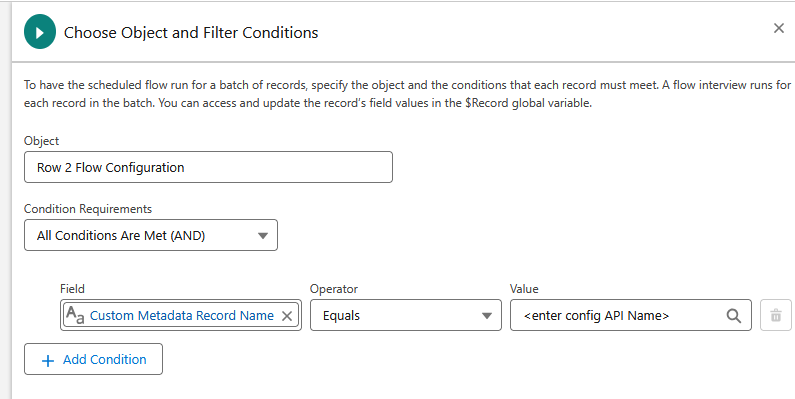 Choose Object and Filter Conditions
To have the scheduled flow run for a batch of records, specify the object and the conditions that each record must meet. A flow interview runs for
each record in the batch. You can access and update the record's field values in the $Record global variable.
Object
Row 2 Flow Configuration
Condition Requirements
All Conditions Are Met (AND)
Field Operator Value
Aa Custom Metadata Record Name Equals <enter config API Name>
+ Add Condition